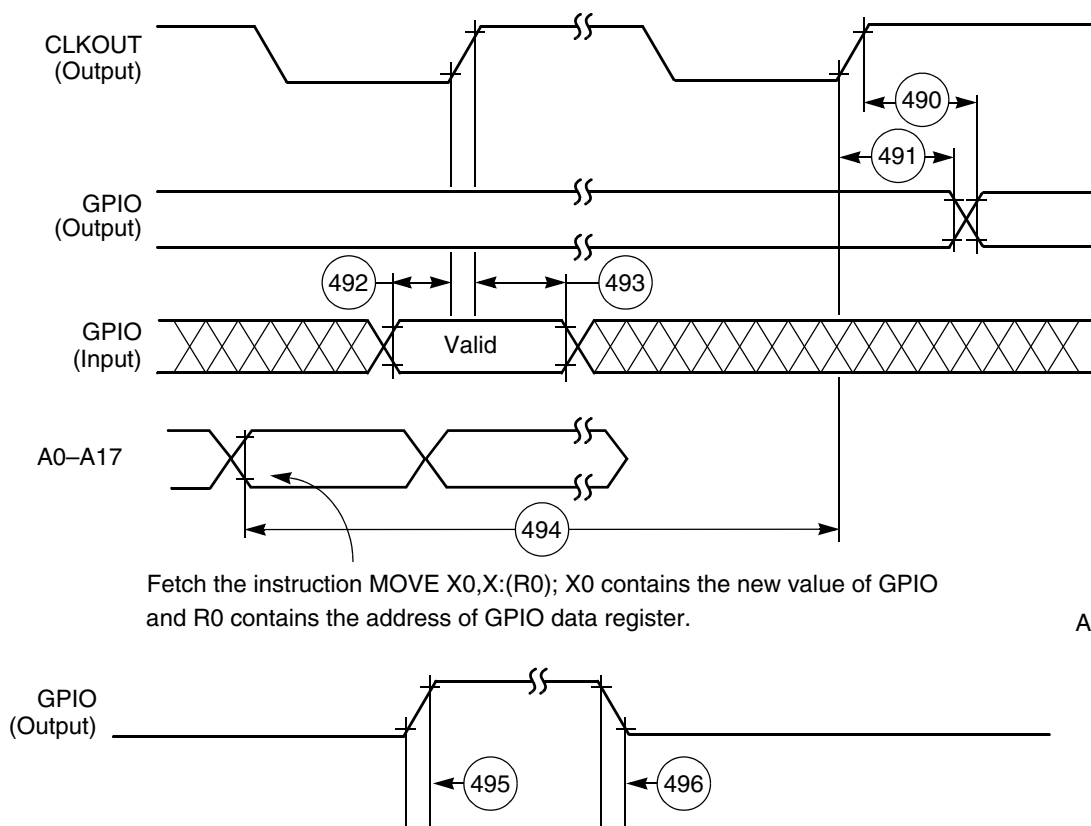 CLKOUT
(Output)
490
491
GPIO
(Output)
492
493
GPIO
(Input)
Valid
A0–A17
494
Fetch the instruction MOVE X0,X:(R0); X0 contains the new value of GPIO
and R0 contains the address of GPIO data register.
A
GPIO
(Output)
495
496